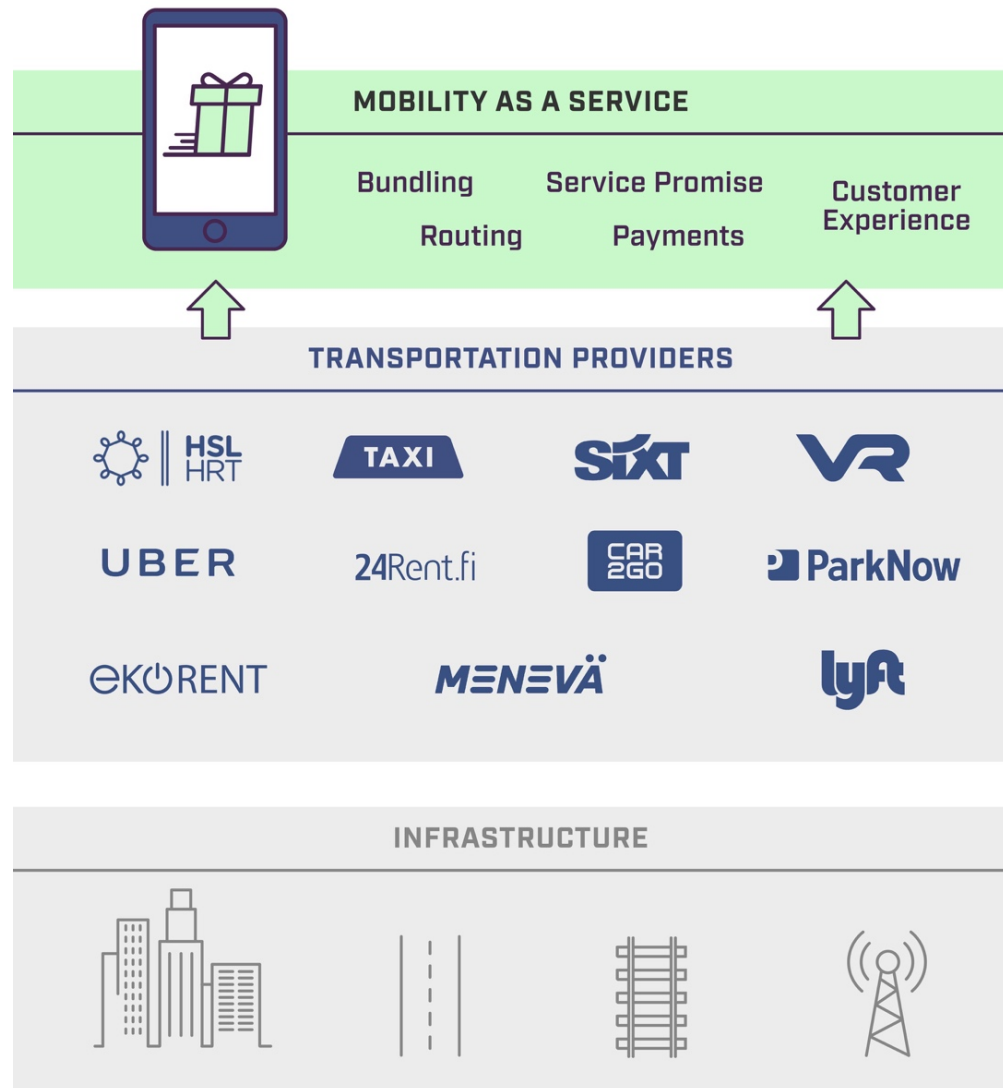 MOBILITY AS A SERVICE
Bundling
Service Promise
Customer
Experience
Routing
Payments
TRANSPORTATION PROVIDERS
HSL
HRT
TAXI
SIXT
VR
UBER
24Rent.fi
CAR
2GO
ParkNow
eKORENT
MENEVÄ
lyft
INFRASTRUCTURE